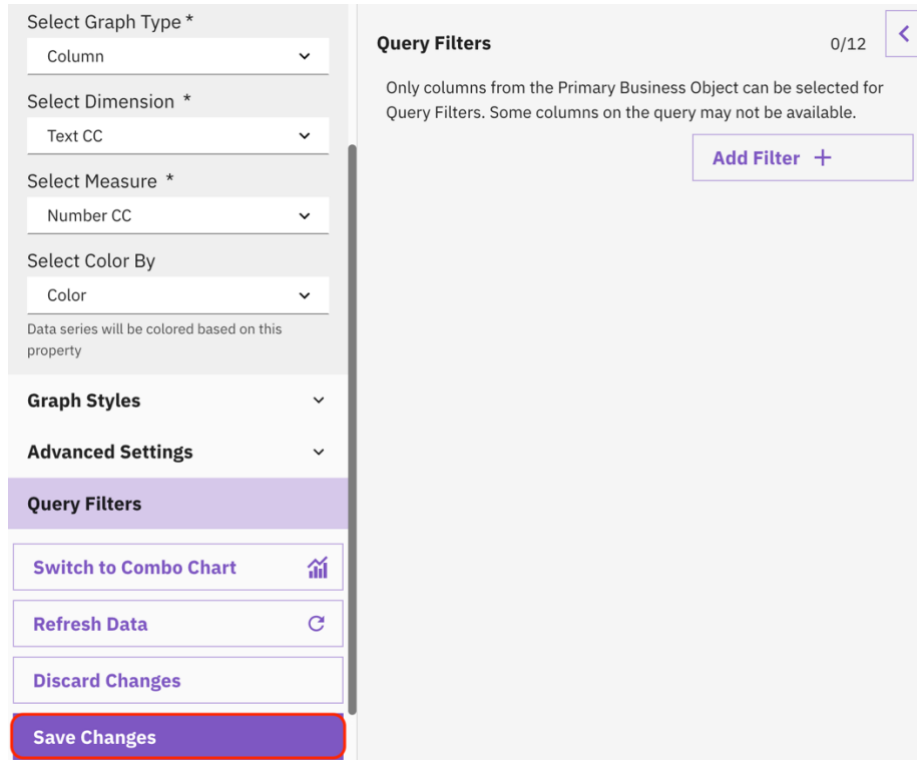 Select Graph Type *
Column
Select Dimension *
Text CC
Select Measure *
Number CC
Select Color By
Color
Data series will be colored based on this
property
Graph Styles
Advanced Settings
Query Filters
Switch to Combo Chart
Refresh Data
Discard Changes
Save Changes
Query Filters
0/12
Only columns from the Primary Business Object can be selected for
Query Filters. Some columns on the query may not be available.
Add Filter +